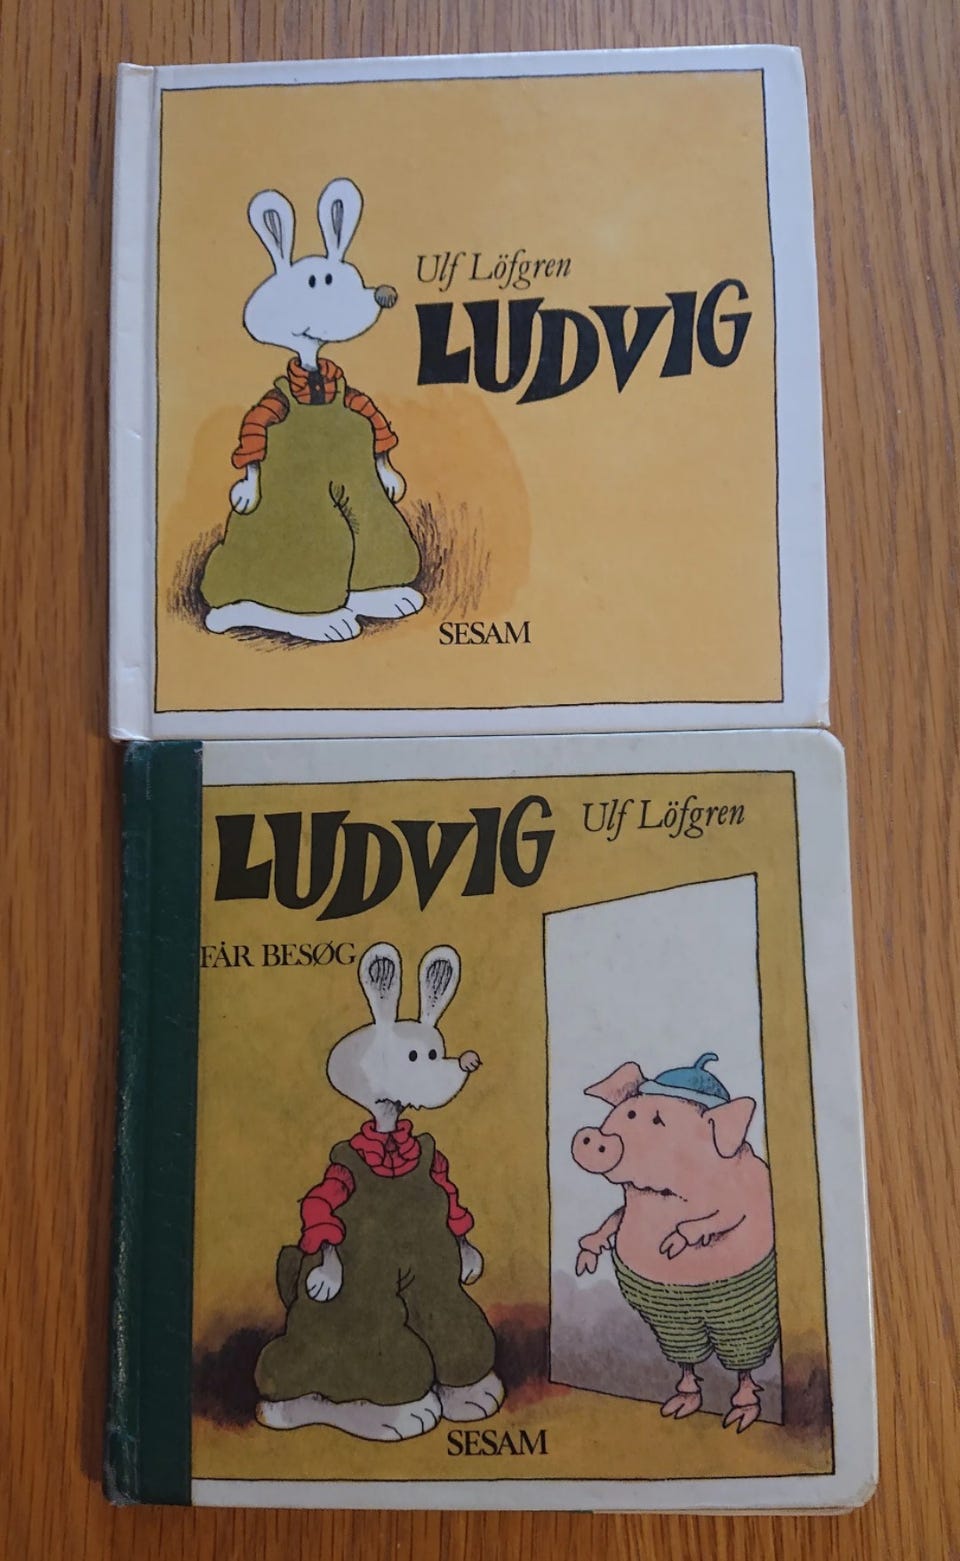 Ulf Löfgren
LUDVIG
SESAM
LUDVIG Ulf Löfgren
FÅR BESØG
SESAM